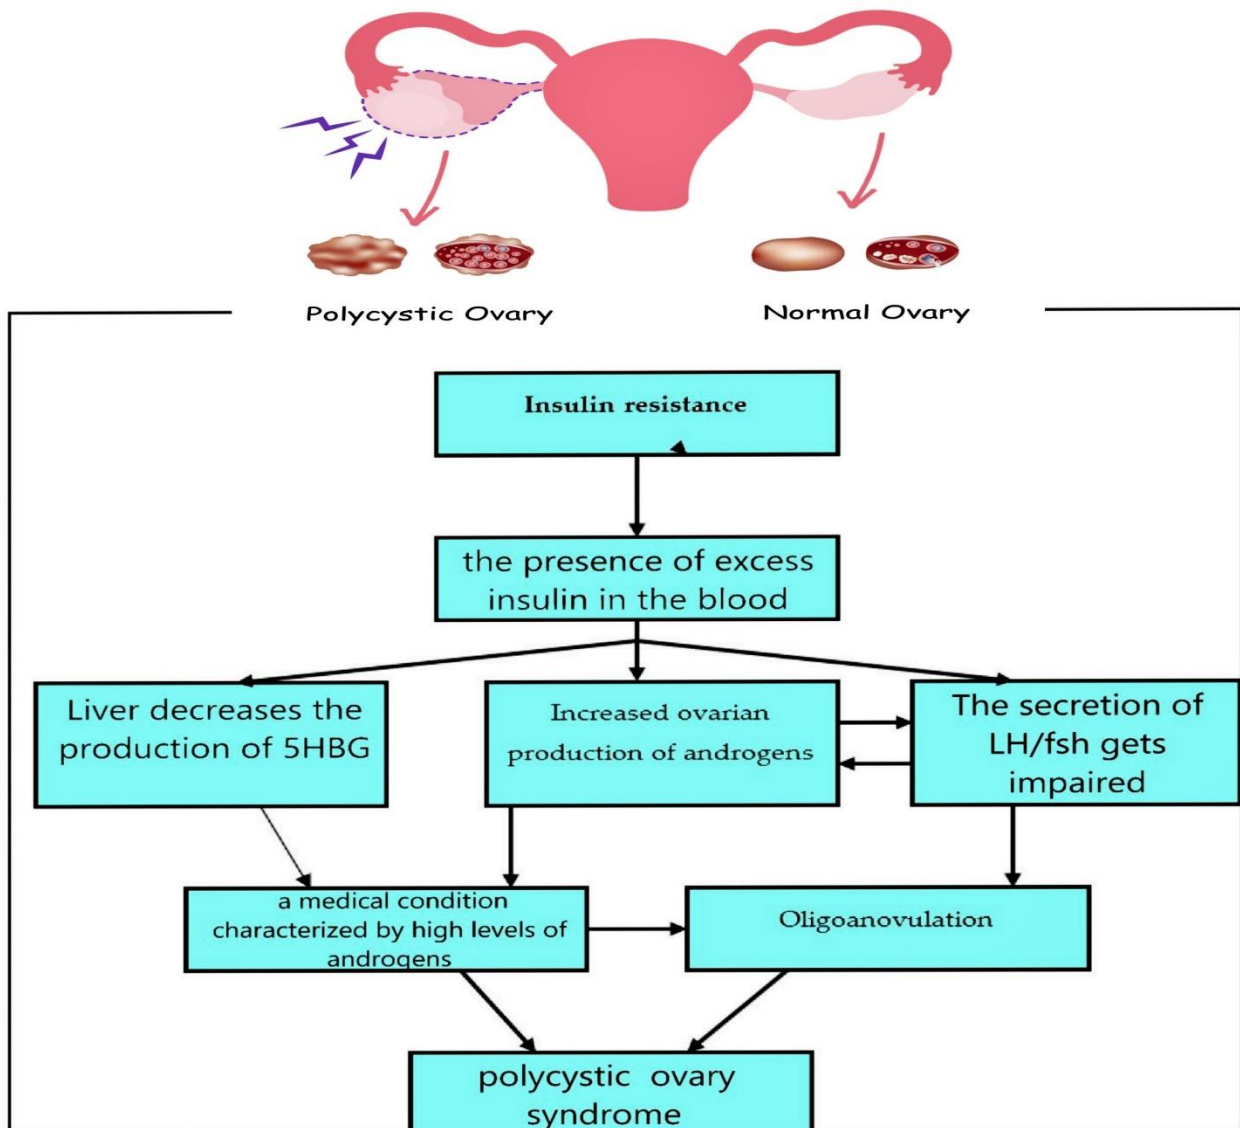 Polycystic Ovary
Normal Ovary
Insulin resistance
the presence of excess
insulin in the blood
Liver decreases the
production of 5HBG
Increased ovarian
production of androgens
The secretion of
LH/fsh gets
impaired
a medical condition
characterized by high levels of
androgens
Oligoanovulation
polycystic ovary
syndrome